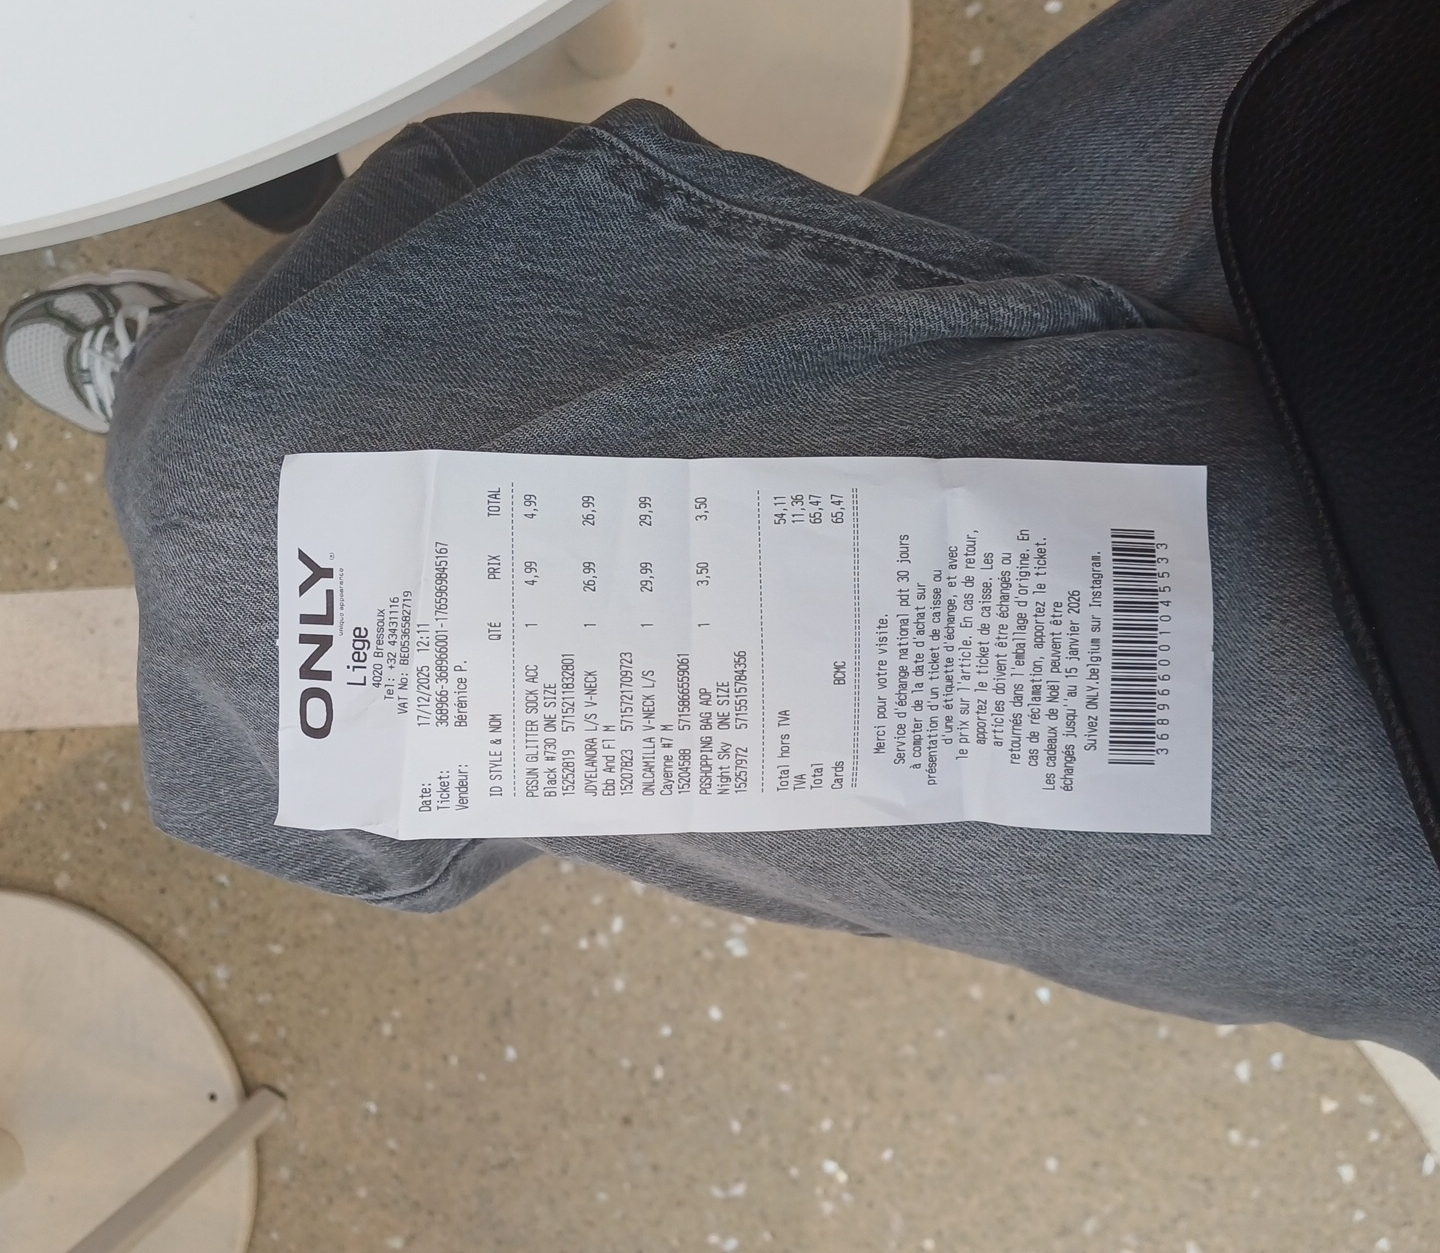 ONLY
unique appearance
Liege
4020 Bressoux
Tel: +32 43431116
VAT No: BE0536582719
Date: 17/12/2025 12:11
Ticket: 368966-368966001-1765969845167
Vendeur: Bérénice P.
ID STYLE & NOM QTÉ PRIX TOTAL
PGSUN GLITTER SOCK ACC 1 4,99 4,99
Black #730 ONE SIZE
15252819 5715211832801
JDYELANORA L/S V-NECK 1 26,99 26,99
Ebb And Fl M
15207823 5715721709723
ONLCAMILLA V-NECK L/S 1 29,99 29,99
Cayenne #7 M
15204588 5715866559061
PGSHOPPING BAG AOP 1 3,50 3,50
Night Sky ONE SIZE
15257972 5715515784356
Total hors TVA 54,11
TVA 11,36
Total 65,47
Cards BCMC 65,47
Merci pour votre visite.
Service d'échange national pdt 30 jours
à compter de la date d'achat sur
présentation d'un ticket de caisse ou
d'une étiquette d'échange, et avec
le prix sur l'article. En cas de retour,
apportez le ticket de caisse. Les
articles doivent être échangés ou
retournés dans l'emballage d'origine. En
cas de réclamation, apportez le ticket.
Les cadeaux de Noël peuvent être
échangés jusqu'au 15 janvier 2026
Suivez ONLY.belgium sur Instagram.
3689660001045533